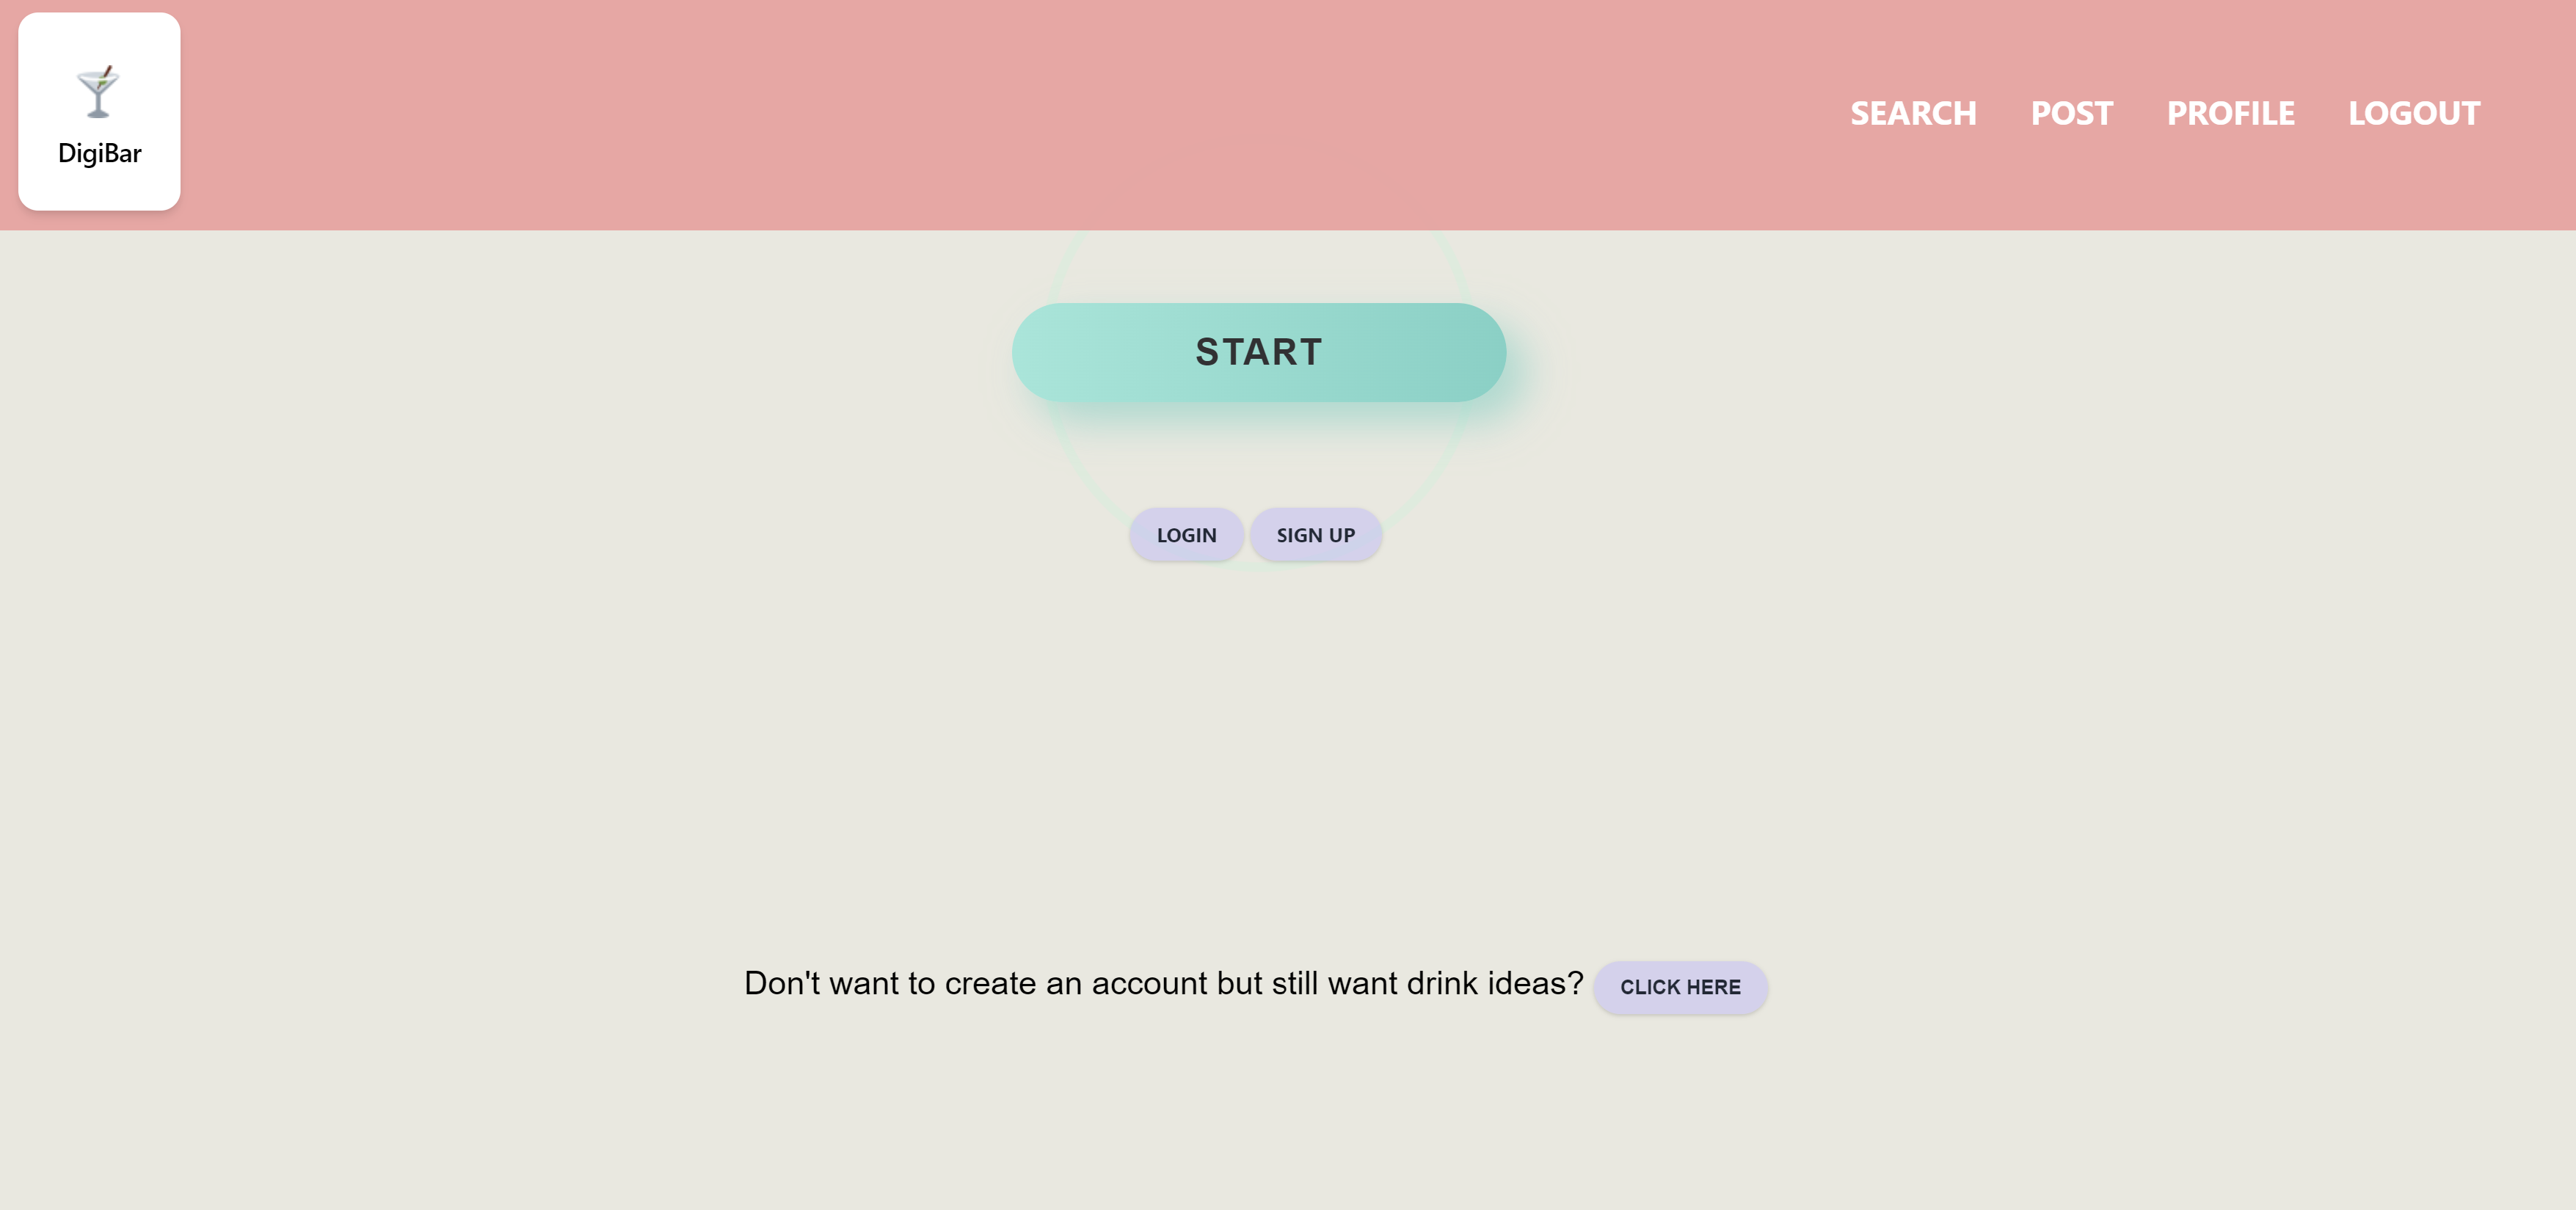 DigiBar
SEARCH POST PROFILE LOGOUT
START
LOGIN SIGN UP
Don't want to create an account but still want drink ideas? CLICK HERE